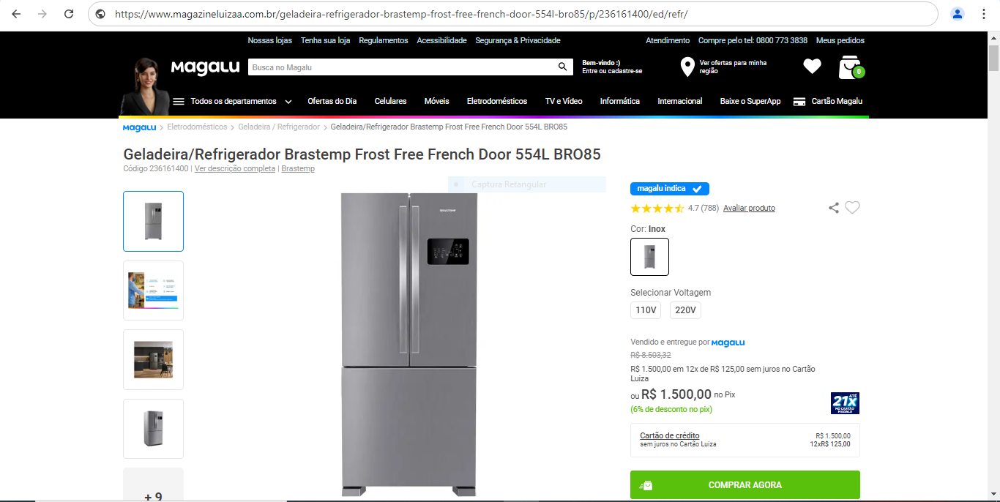 https://www.magazineluizaa.com.br/geladeira-refrigerador-brastemp-frost-free-french-door-554l-bro85/p/236161400/ed/refr/
Nossas lojas Tenha sua loja Regulamentos Acessibilidade Segurança & Privacidade Atendimento Compre pelo tel: 0800 773 3838 Meus pedidos
Magalu
Busca no Magalu
Bem-vindo :)
Entre ou cadastre-se
Ver ofertas para minha
região
0
Todos os departamentos Ofertas do Dia Celulares Móveis Eletrodomésticos TV e Vídeo Informática Internacional Baixe o SuperApp Cartão Magalu
Magalu > Eletrodomésticos > Geladeira / Refrigerador > Geladeira/Refrigerador Brastemp Frost Free French Door 554L BRO85
Geladeira/Refrigerador Brastemp Frost Free French Door 554L BRO85
Código 236161400 | Ver descrição completa | Brastemp
Captura Retangular
+ 9
BRASTEMP
magalu indica
4.7 (788) Avaliar produto
Cor: Inox
Selecionar Voltagem
110V 220V
Vendido e entregue por Magalu
R$ 8.503,32
R$ 1.500,00 em 12x de R$ 125,00 sem juros no Cartão
Luiza
ou R$ 1.500,00 no Pix
(6% de desconto no pix)
ATÉ
21X
NO CARTÃO
MAGALU
Cartão de crédito R$ 1.500,00
sem juros no Cartão Luiza 12xR$ 125,00
COMPRAR AGORA